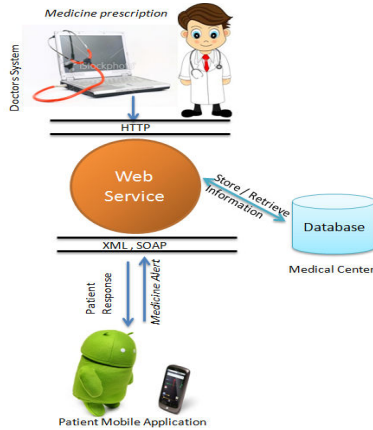 Medicine prescription
Doctors System
HTTP
Web
Service
Store / Retrieve
Information
Database
Medical Center
XML , SOAP
Patient
Response
Medicine Alert
Patient Mobile Application